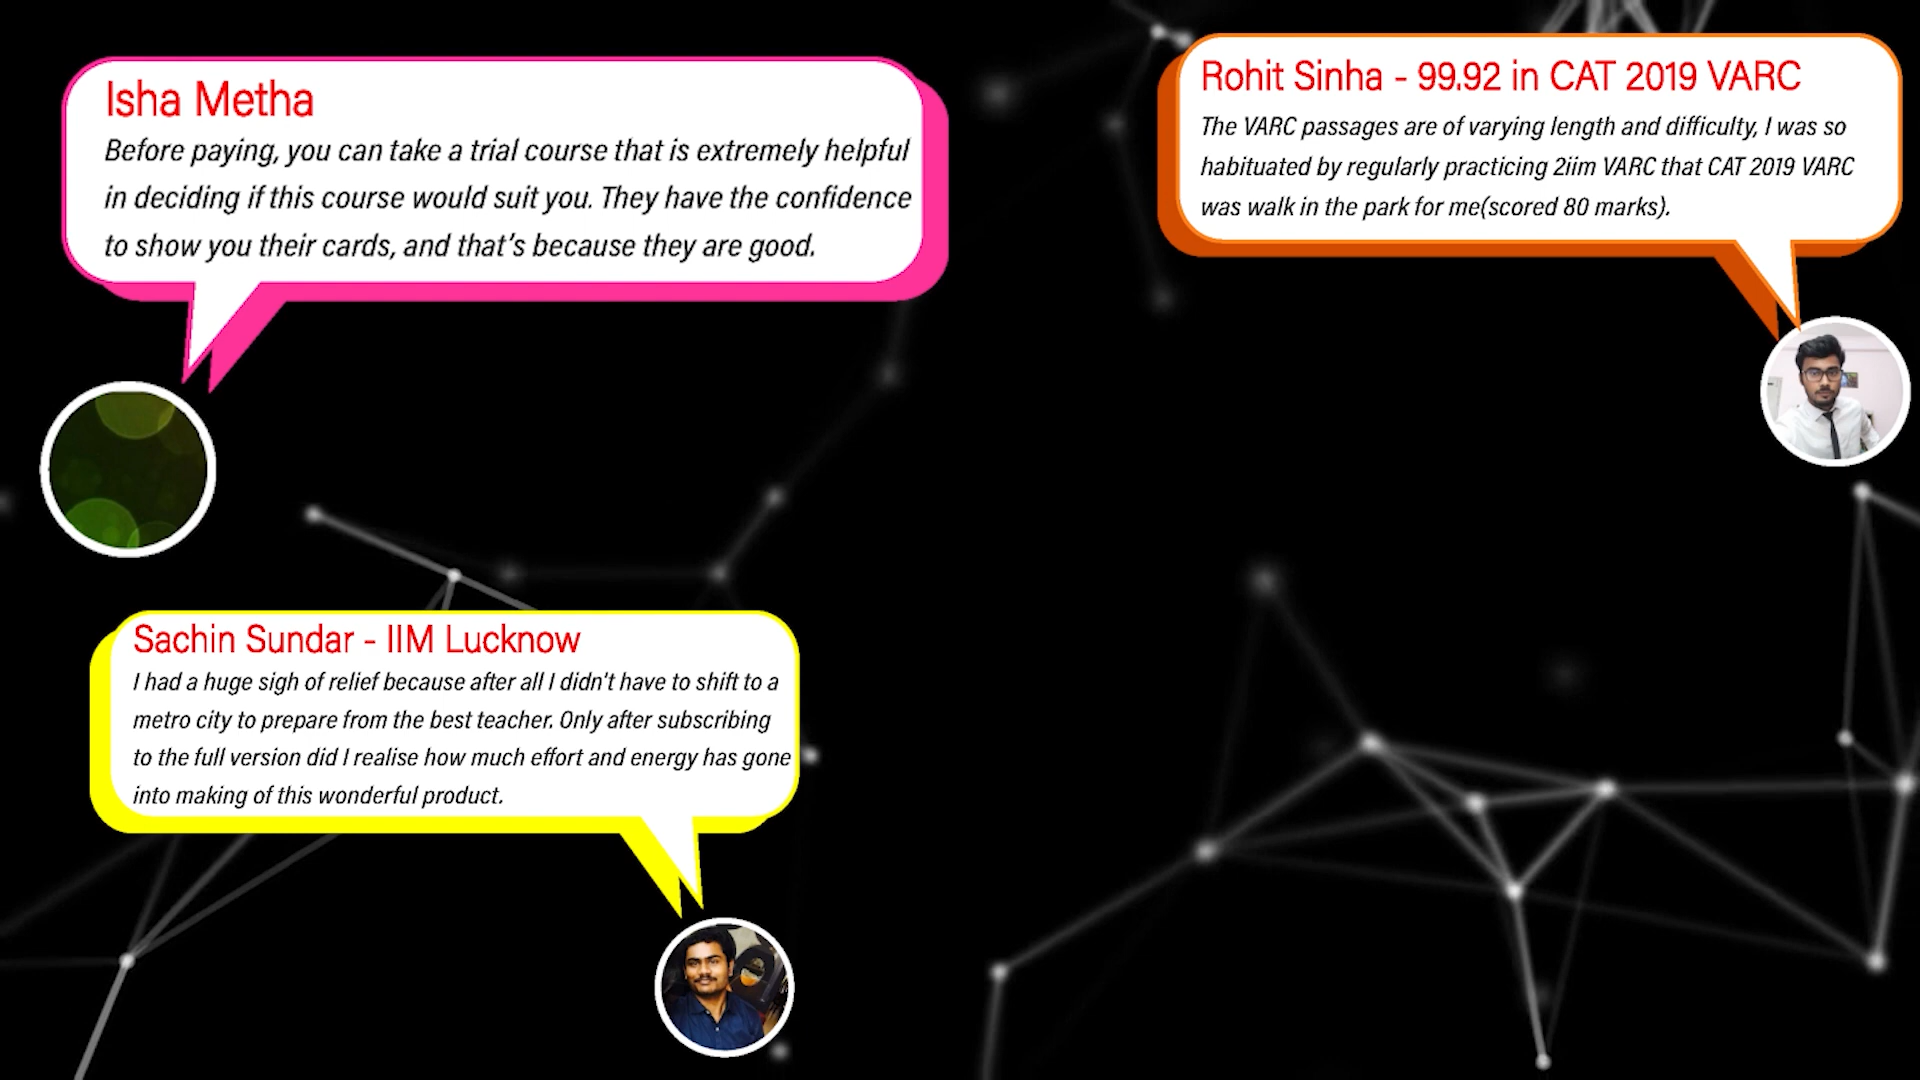 Isha Metha
Before paying, you can take a trial course that is extremely helpful
in deciding if this course would suit you. They have the confidence
to show you their cards, and that's because they are good.
Rohit Sinha - 99.92 in CAT 2019 VARC
The VARC passages are of varying length and difficulty, I was so
habituated by regularly practicing 2iim VARC that CAT 2019 VARC
was walk in the park for me(scored 80 marks).
Sachin Sundar - IIM Lucknow
I had a huge sigh of relief because after all I didn't have to shift to a
metro city to prepare from the best teacher. Only after subscribing
to the full version did I realise how much effort and energy has gone
into making of this wonderful product.